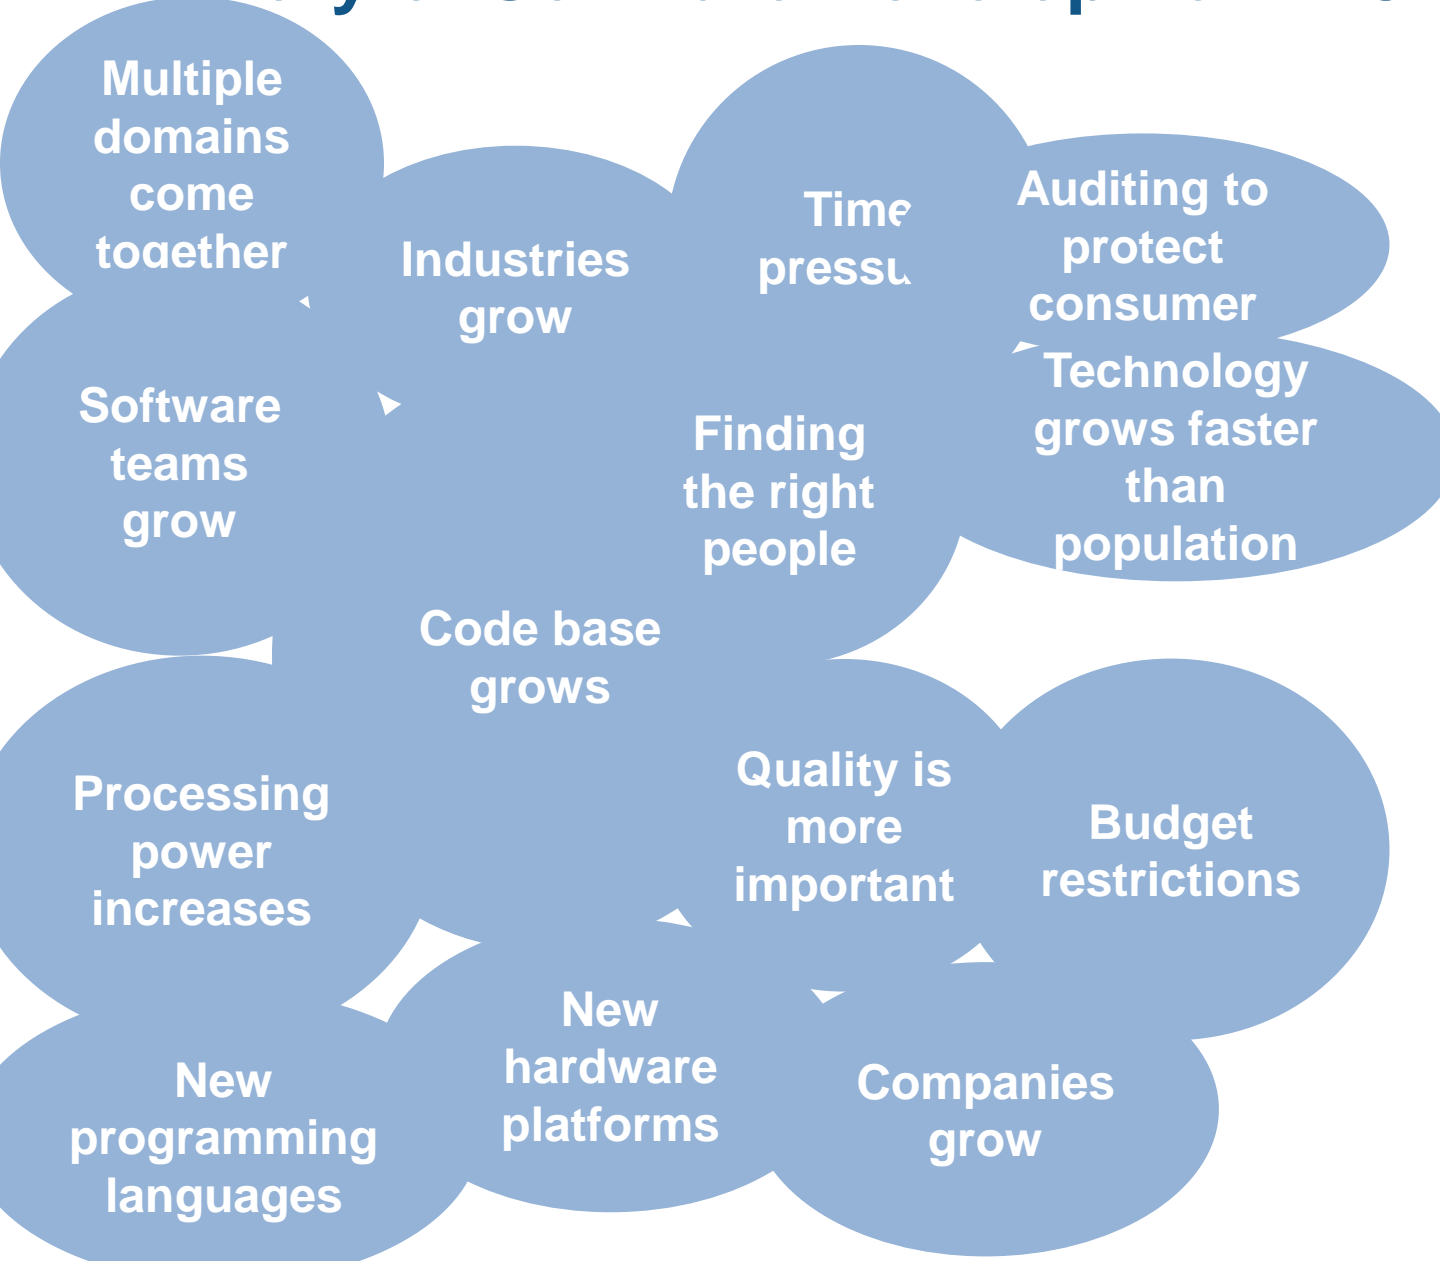 Multiple
domains
come
together
Industries
grow
Time
Auditing to
protect
consumer
Software
teams
grow
Finding
the right
people
Technology
grows faster
than
population
Code base
grows
Processing
power
increases
Quality is
more
important
Budget
restrictions
New
programming
languages
New
hardware
platforms
Companies
grow